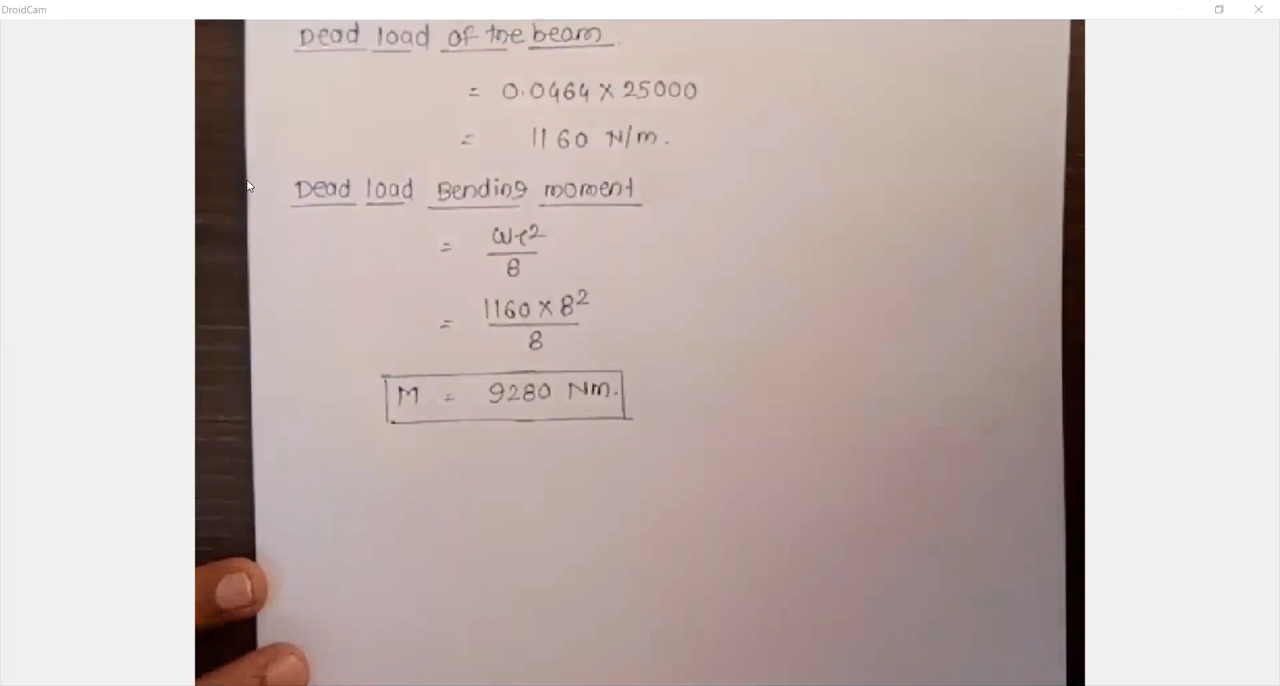 DroidCam
Dead load of the beam.
= 0.0464 × 25000
= 1160 N/m.
Dead load Bending moment.
= ωl²
8
= 1160 × 8²
8
M = 9280 Nm.